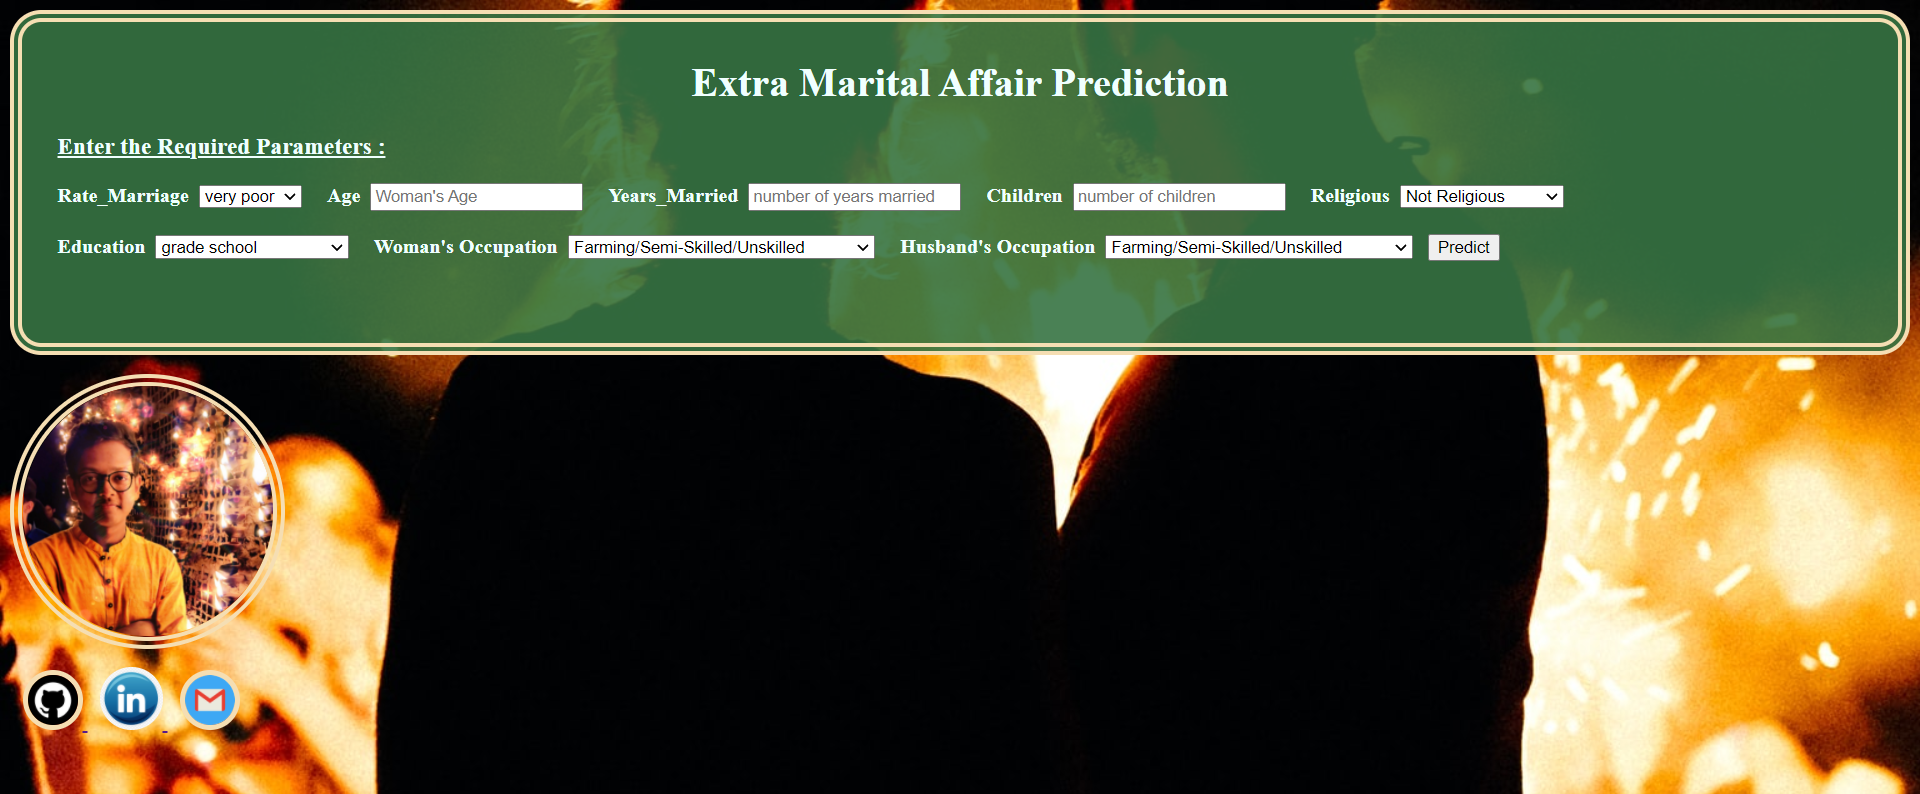 Extra Marital Affair Prediction
Enter the Required Parameters :
Rate_Marriage very poor Age Woman's Age Years_Married number of years married Children number of children Religious Not Religious
Education grade school Woman's Occupation Farming/Semi-Skilled/Unskilled Husband's Occupation Farming/Semi-Skilled/Unskilled Predict
in